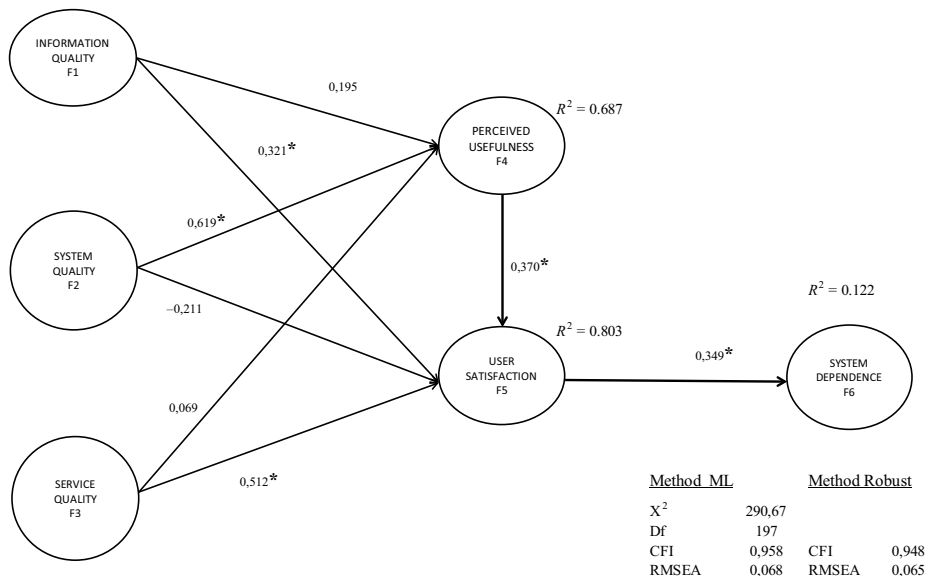 INFORMATION
QUALITY
F1
0,195
R² = 0.687
PERCEIVED
USEFULNESS
F4
0,321*
0,619*
SYSTEM
QUALITY
F2
0,370*
–0,211
R² = 0.122
R² = 0.803
USER
SATISFACTION
F5
0,349*
SYSTEM
DEPENDENCE
F6
0,069
0,512*
SERVICE
QUALITY
F3
Method ML Method Robust
X² 290,67
Df 197
CFI 0,958 CFI 0,948
RMSEA 0,068 RMSEA 0,065